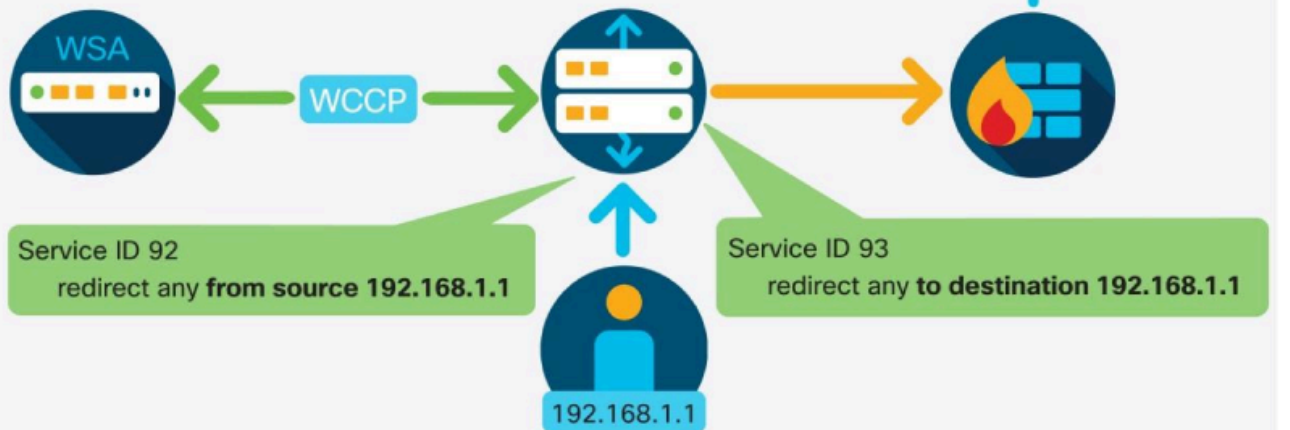 WSA
WCCP
Service ID 92
redirect any from source 192.168.1.1
Service ID 93
redirect any to destination 192.168.1.1
192.168.1.1